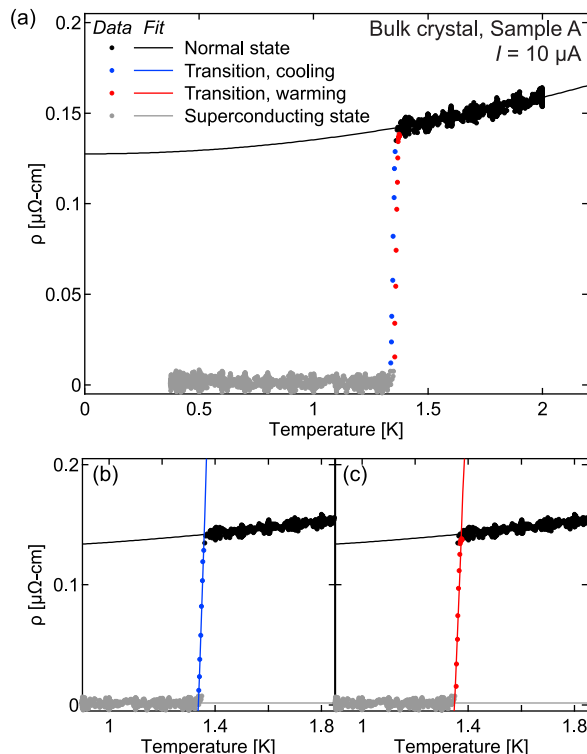 (a)
Data Fit
Normal state
Transition, cooling
Transition, warming
Superconducting state
Bulk crystal, Sample A
I = 10 µA
0.2
0.15
0.1
0.05
0
ρ [µΩ-cm]
0 0.5 1 1.5 2
Temperature [K]
(b)
(c)
0.2
0.1
0
ρ [µΩ-cm]
1 1.4 1.8 1 1.4 1.8
Temperature [K] Temperature [K]